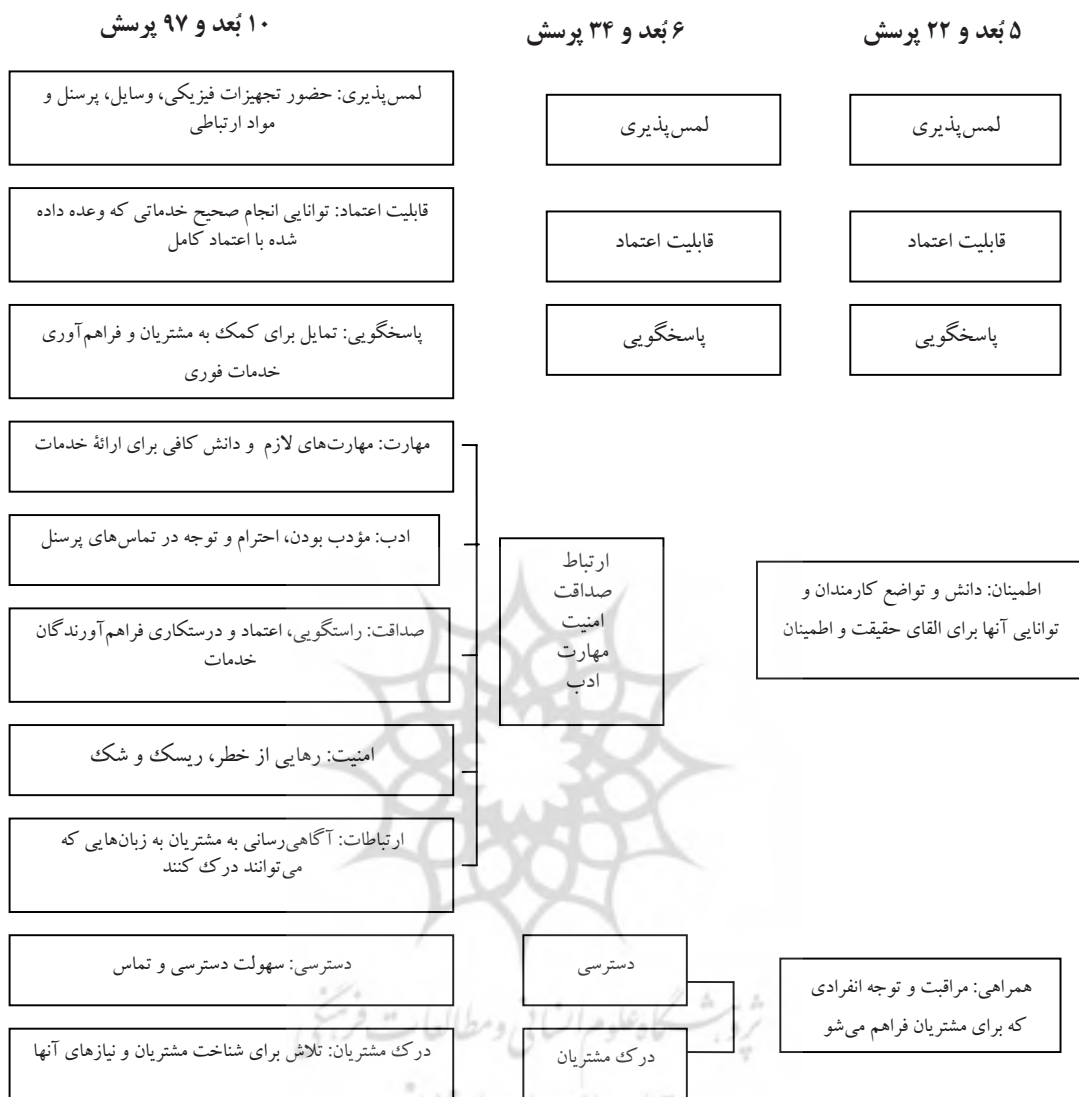 ۵ بُعد و ۲۲ پرسش
لمس‌پذیری
قابلیت اعتماد
پاسخگویی
اطمینان: دانش و تواضع کارمندان و
توانایی آنها برای القای حقیقت و اطمینان
همراهی: مراقبت و توجه انفرادی
که برای مشتریان فراهم می‌شو
۶ بُعد و ۳۴ پرسش
لمس‌پذیری
قابلیت اعتماد
پاسخگویی
ارتباط
صداقت
امنیت
مهارت
ادب
دسترسی
درک مشتریان
۱۰ بُعد و ۹۷ پرسش
لمس‌پذیری: حضور تجهیزات فیزیکی، وسایل، پرسنل و
مواد ارتباطی
قابلیت اعتماد: توانایی انجام صحیح خدماتی که وعده داده
شده با اعتماد کامل
پاسخگویی: تمایل برای کمک به مشتریان و فراهم‌آوری
خدمات فوری
مهارت: مهارت‌های لازم و دانش کافی برای ارائۀ خدمات
ادب: مؤدب بودن، احترام و توجه در تماس‌های پرسنل
صداقت: راستگویی، اعتماد و درستکاری فراهم‌آورندگان
خدمات
امنیت: رهایی از خطر، ریسک و شک
ارتباطات: آگاهی‌رسانی به مشتریان به زبان‌هایی که
می‌توانند درک کنند
دسترسی: سهولت دسترسی و تماس
درک مشتریان: تلاش برای شناخت مشتریان و نیازهای آنها
پژوهشگاه علوم انسانی و مطالعات فرهنگی